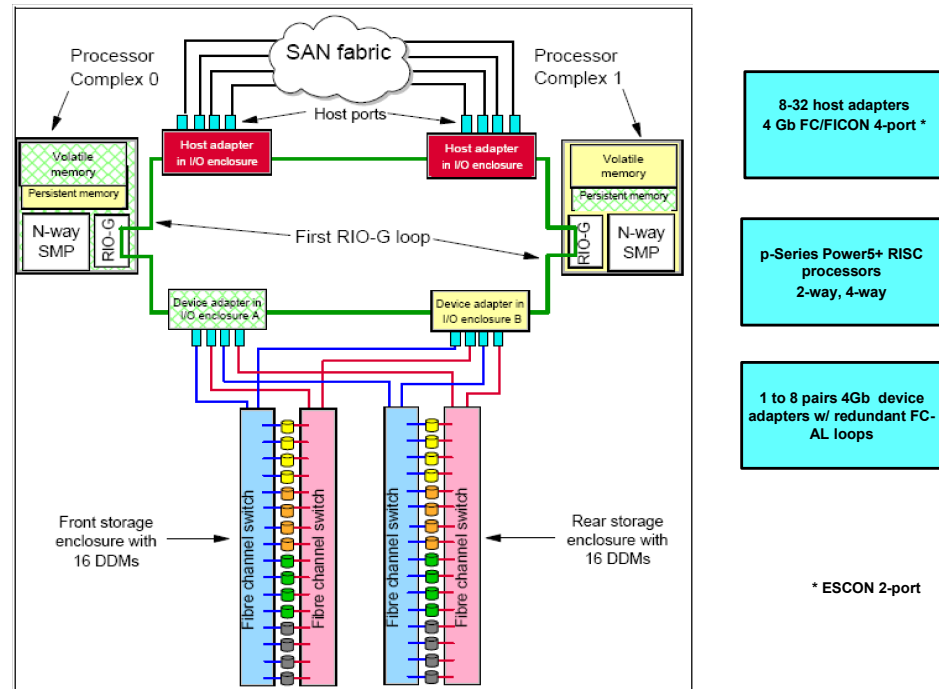 SAN fabric
Processor
Complex 0
Processor
Complex 1
Host ports
Host adapter
in I/O enclosure
Host adapter
in I/O enclosure
Volatile
memory
Persistent memory
N-way
SMP
RIO-G
Volatile
memory
Persistent memory
RIO-G
N-way
SMP
First RIO-G loop
Device adapter in
I/O enclosure A
Device adapter in
I/O enclosure B
Fibre channel switch
Fibre channel switch
Fibre channel switch
Fibre channel switch
Front storage
enclosure with
16 DDMs
Rear storage
enclosure with
16 DDMs
8-32 host adapters
4 Gb FC/FICON 4-port *
p-Series Power5+ RISC
processors
2-way, 4-way
1 to 8 pairs 4Gb device
adapters w/ redundant FC-
AL loops
* ESCON 2-port